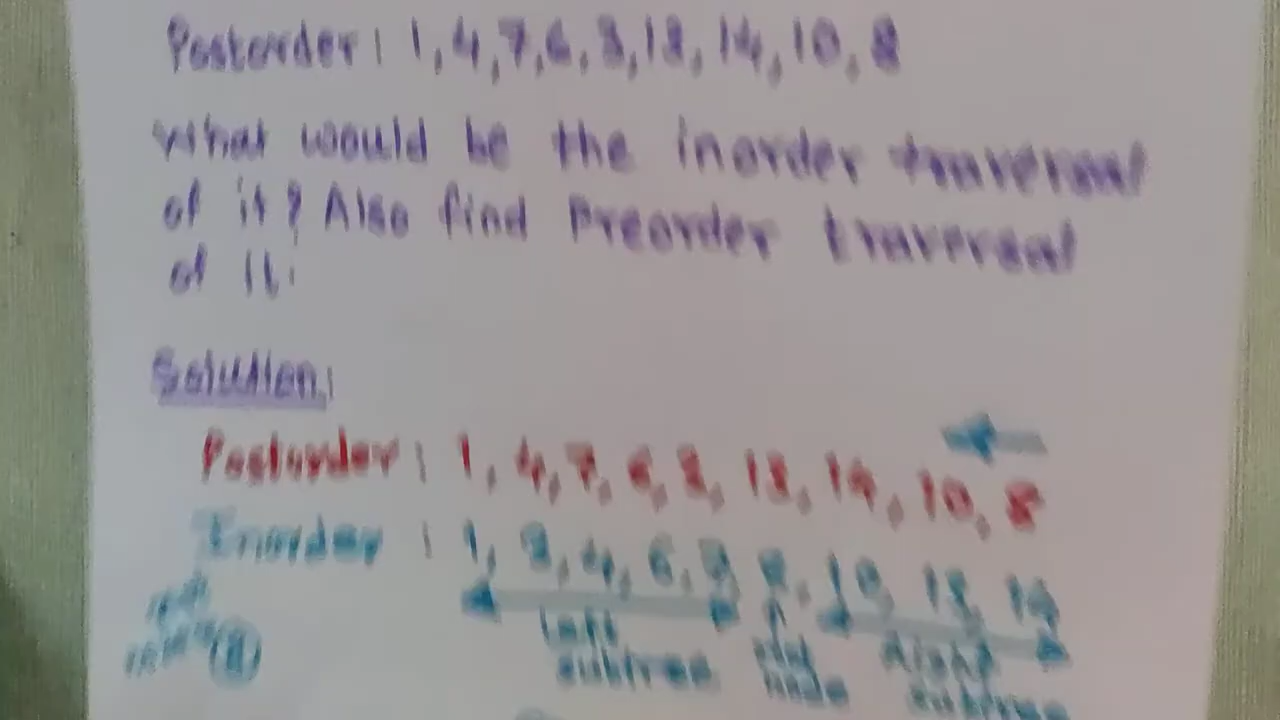 Postorder: 1, 4, 7, 6, 3, 13, 14, 10, 8
What would be the inorder traversal
of it? Also find Preorder traversal
of it.
Solution:
Postorder: 1, 4, 7, 6, 3, 13, 14, 10, 8
Inorder: 1, 3, 4, 6, 7, 8, 10, 13, 14
Left Right
subtree node subtree